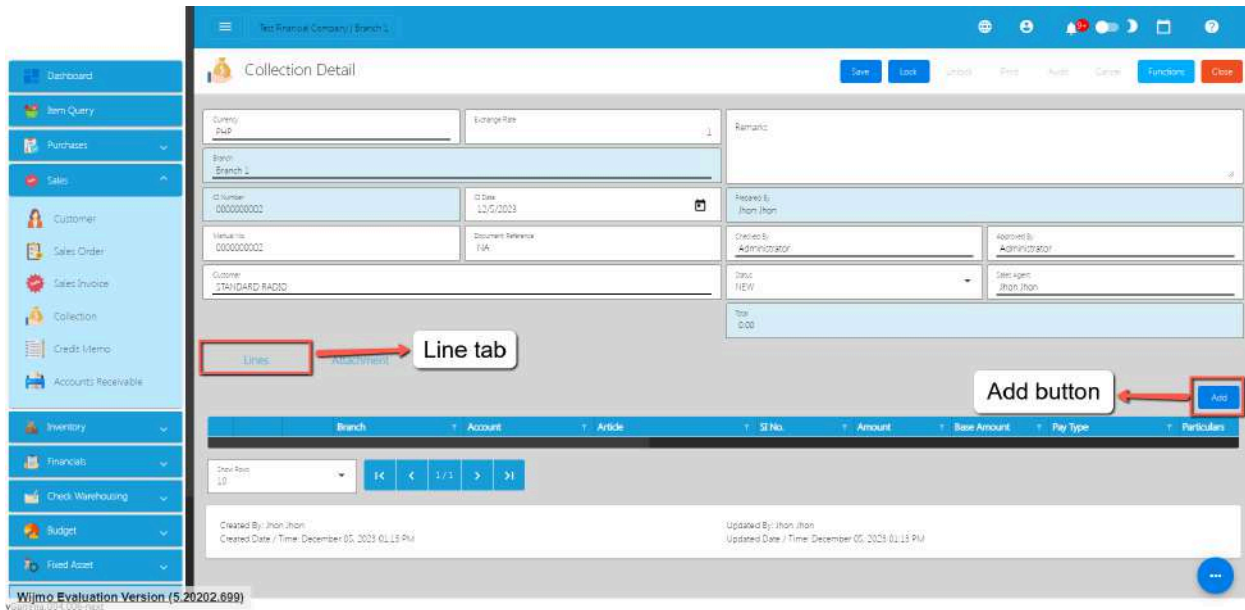 Test Financial Company | Branch 1
9+
Collection Detail
Save
Lock
Unlock
Print
Cancel
Functions
Close
Dashboard
Item Query
Purchases
Sales
Customer
Sales Order
Sales Invoice
Collection
Credit Memo
Accounts Receivable
Inventory
Financials
Check Warehousing
Budget
Fixed Asset
Currency
PHP
Exchange Rate
1
Remarks
Branch
Branch 1
CI Number
0000000002
CI Date
12/5/2023
Prepared By
Jhon Jhon
Manual No.
0000000002
Document Reference
NA
Checked By
Administrator
Approved By
Administrator
Customer
STANDARD RADIO
Status
NEW
Sales Agent
Jhon Jhon
Total
0.00
Lines
Attachment
Line tab
Add button
Add
Branch
Account
Article
SI No.
Amount
Base Amount
Pay Type
Particulars
Show Rows
10
1/1
Created By: Jhon Jhon
Created Date / Time: December 05, 2023 01:13 PM
Updated By: Jhon Jhon
Updated Date / Time: December 05, 2023 01:13 PM
Wijmo Evaluation Version (5.20202.699)